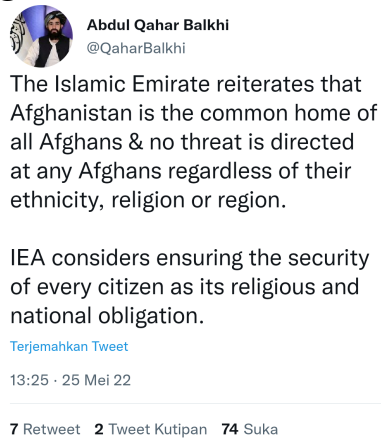 Abdul Qahar Balkhi
@QaharBalkhi
The Islamic Emirate reiterates that
Afghanistan is the common home of
all Afghans & no threat is directed
at any Afghans regardless of their
ethnicity, religion or region.
IEA considers ensuring the security
of every citizen as its religious and
national obligation.
Terjemahkan Tweet
13:25 · 25 Mei 22
7 Retweet 2 Tweet Kutipan 74 Suka